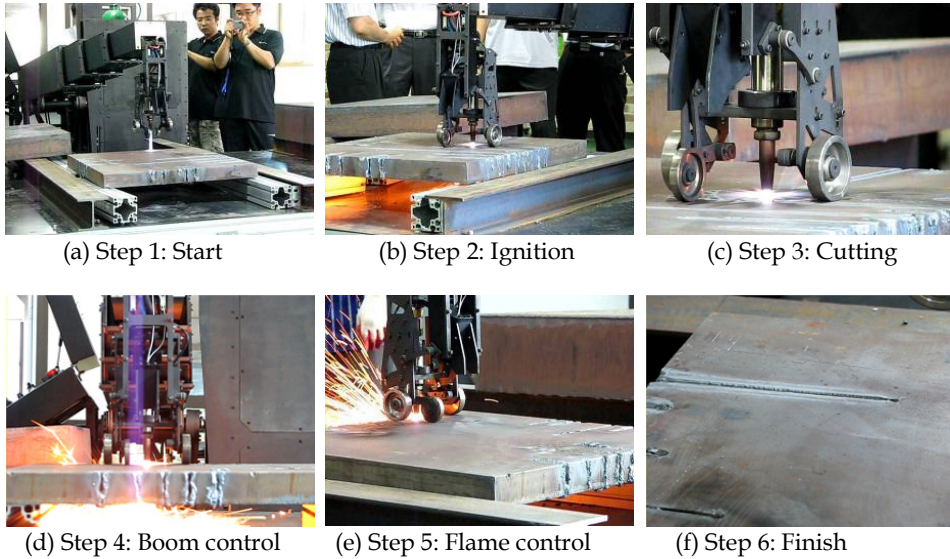 (a) Step 1: Start
(b) Step 2: Ignition
(c) Step 3: Cutting
(d) Step 4: Boom control
(e) Step 5: Flame control
(f) Step 6: Finish